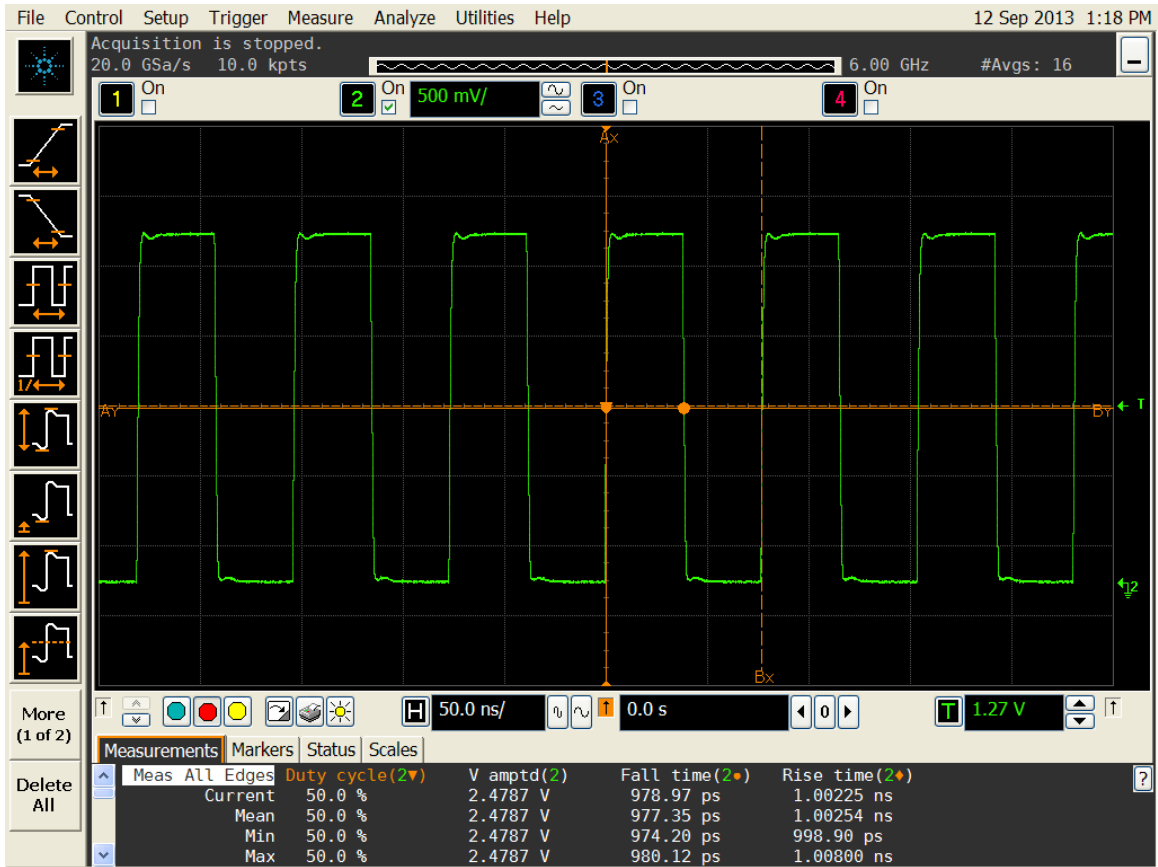 File Control Setup Trigger Measure Analyze Utilities Help 12 Sep 2013 1:18 PM
Acquisition is stopped.
20.0 GSa/s 10.0 kpts 6.00 GHz #Avgs: 16
1 On 2 On 500 mV/ 3 On 4 On
Ax
AY BY T
2
Bx
1/
More
(1 of 2)
Delete
All
H 50.0 ns/ T 0.0 s 0 T 1.27 V
Measurements Markers Status Scales
Meas All Edges Duty cycle(2▼) V amptd(2) Fall time(2●) Rise time(2♦) ?
Current 50.0 % 2.4787 V 978.97 ps 1.00225 ns
Mean 50.0 % 2.4787 V 977.35 ps 1.00254 ns
Min 50.0 % 2.4787 V 974.20 ps 998.90 ps
Max 50.0 % 2.4787 V 980.12 ps 1.00800 ns